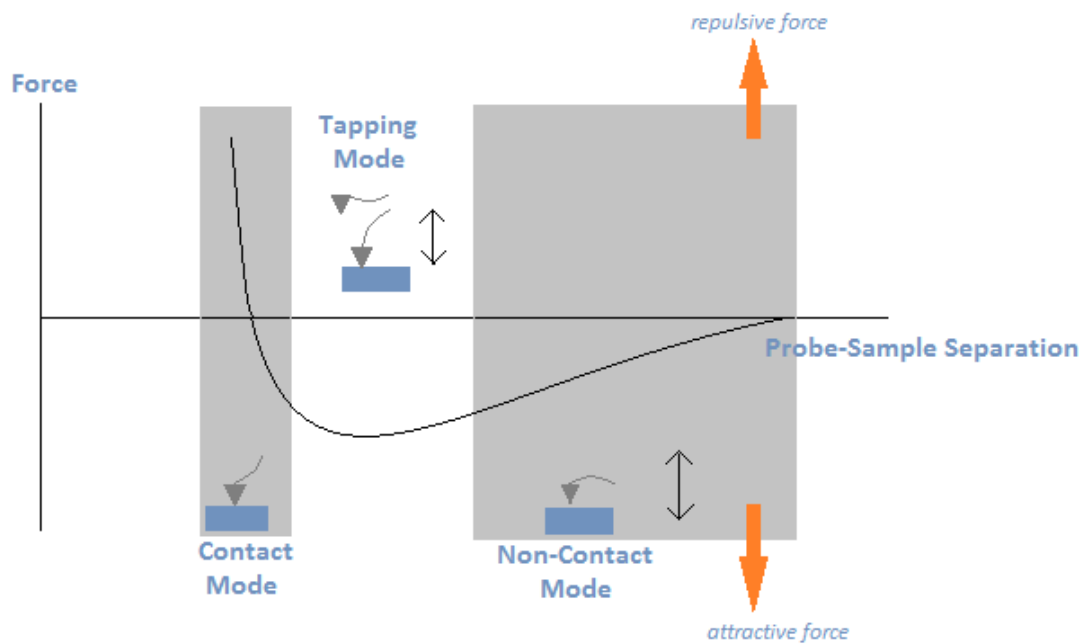 repulsive force
Force
Tapping
Mode
Probe-Sample Separation
Contact
Mode
Non-Contact
Mode
attractive force